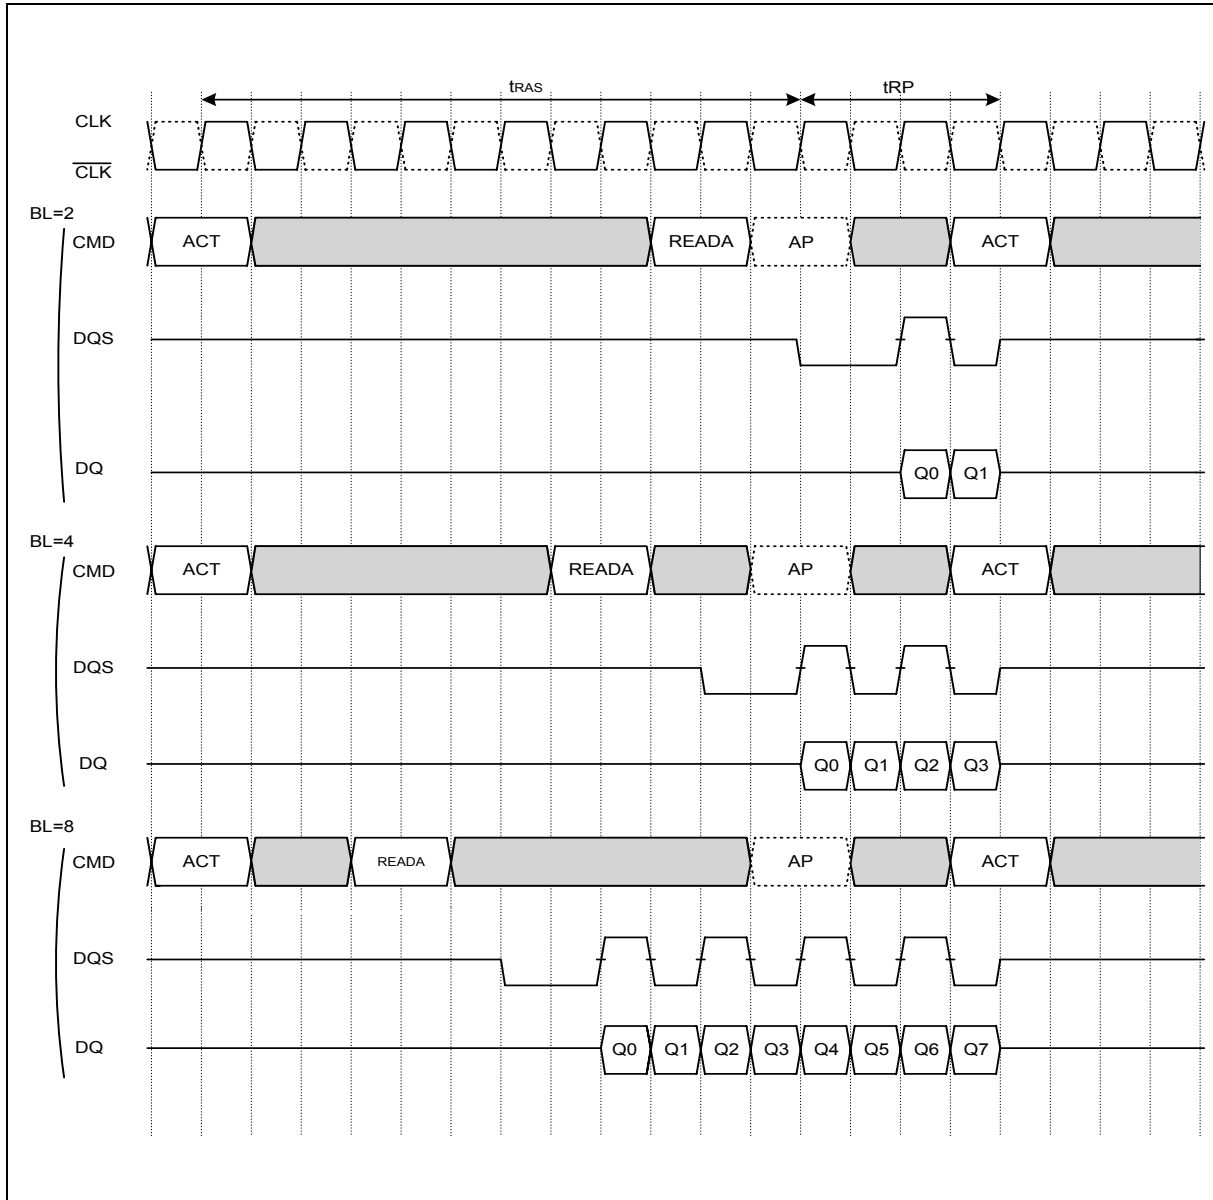 tRAS tRP
CLK
CLK
BL=2
CMD ACT READA AP ACT
DQS
DQ Q0 Q1
BL=4
CMD ACT READA AP ACT
DQS
DQ Q0 Q1 Q2 Q3
BL=8
CMD ACT READA AP ACT
DQS
DQ Q0 Q1 Q2 Q3 Q4 Q5 Q6 Q7